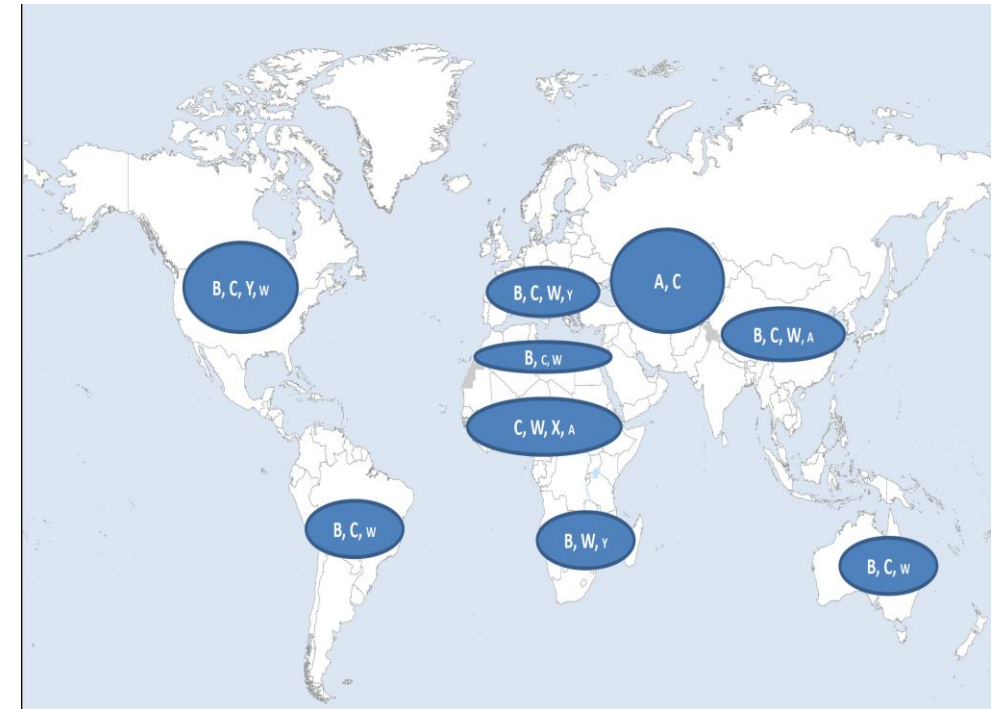 B, C, Y, W
B, C, W, Y
A, C
B, C, W, A
B, C, W
C, W, X, A
B, C, W
B, W, Y
B, C, W